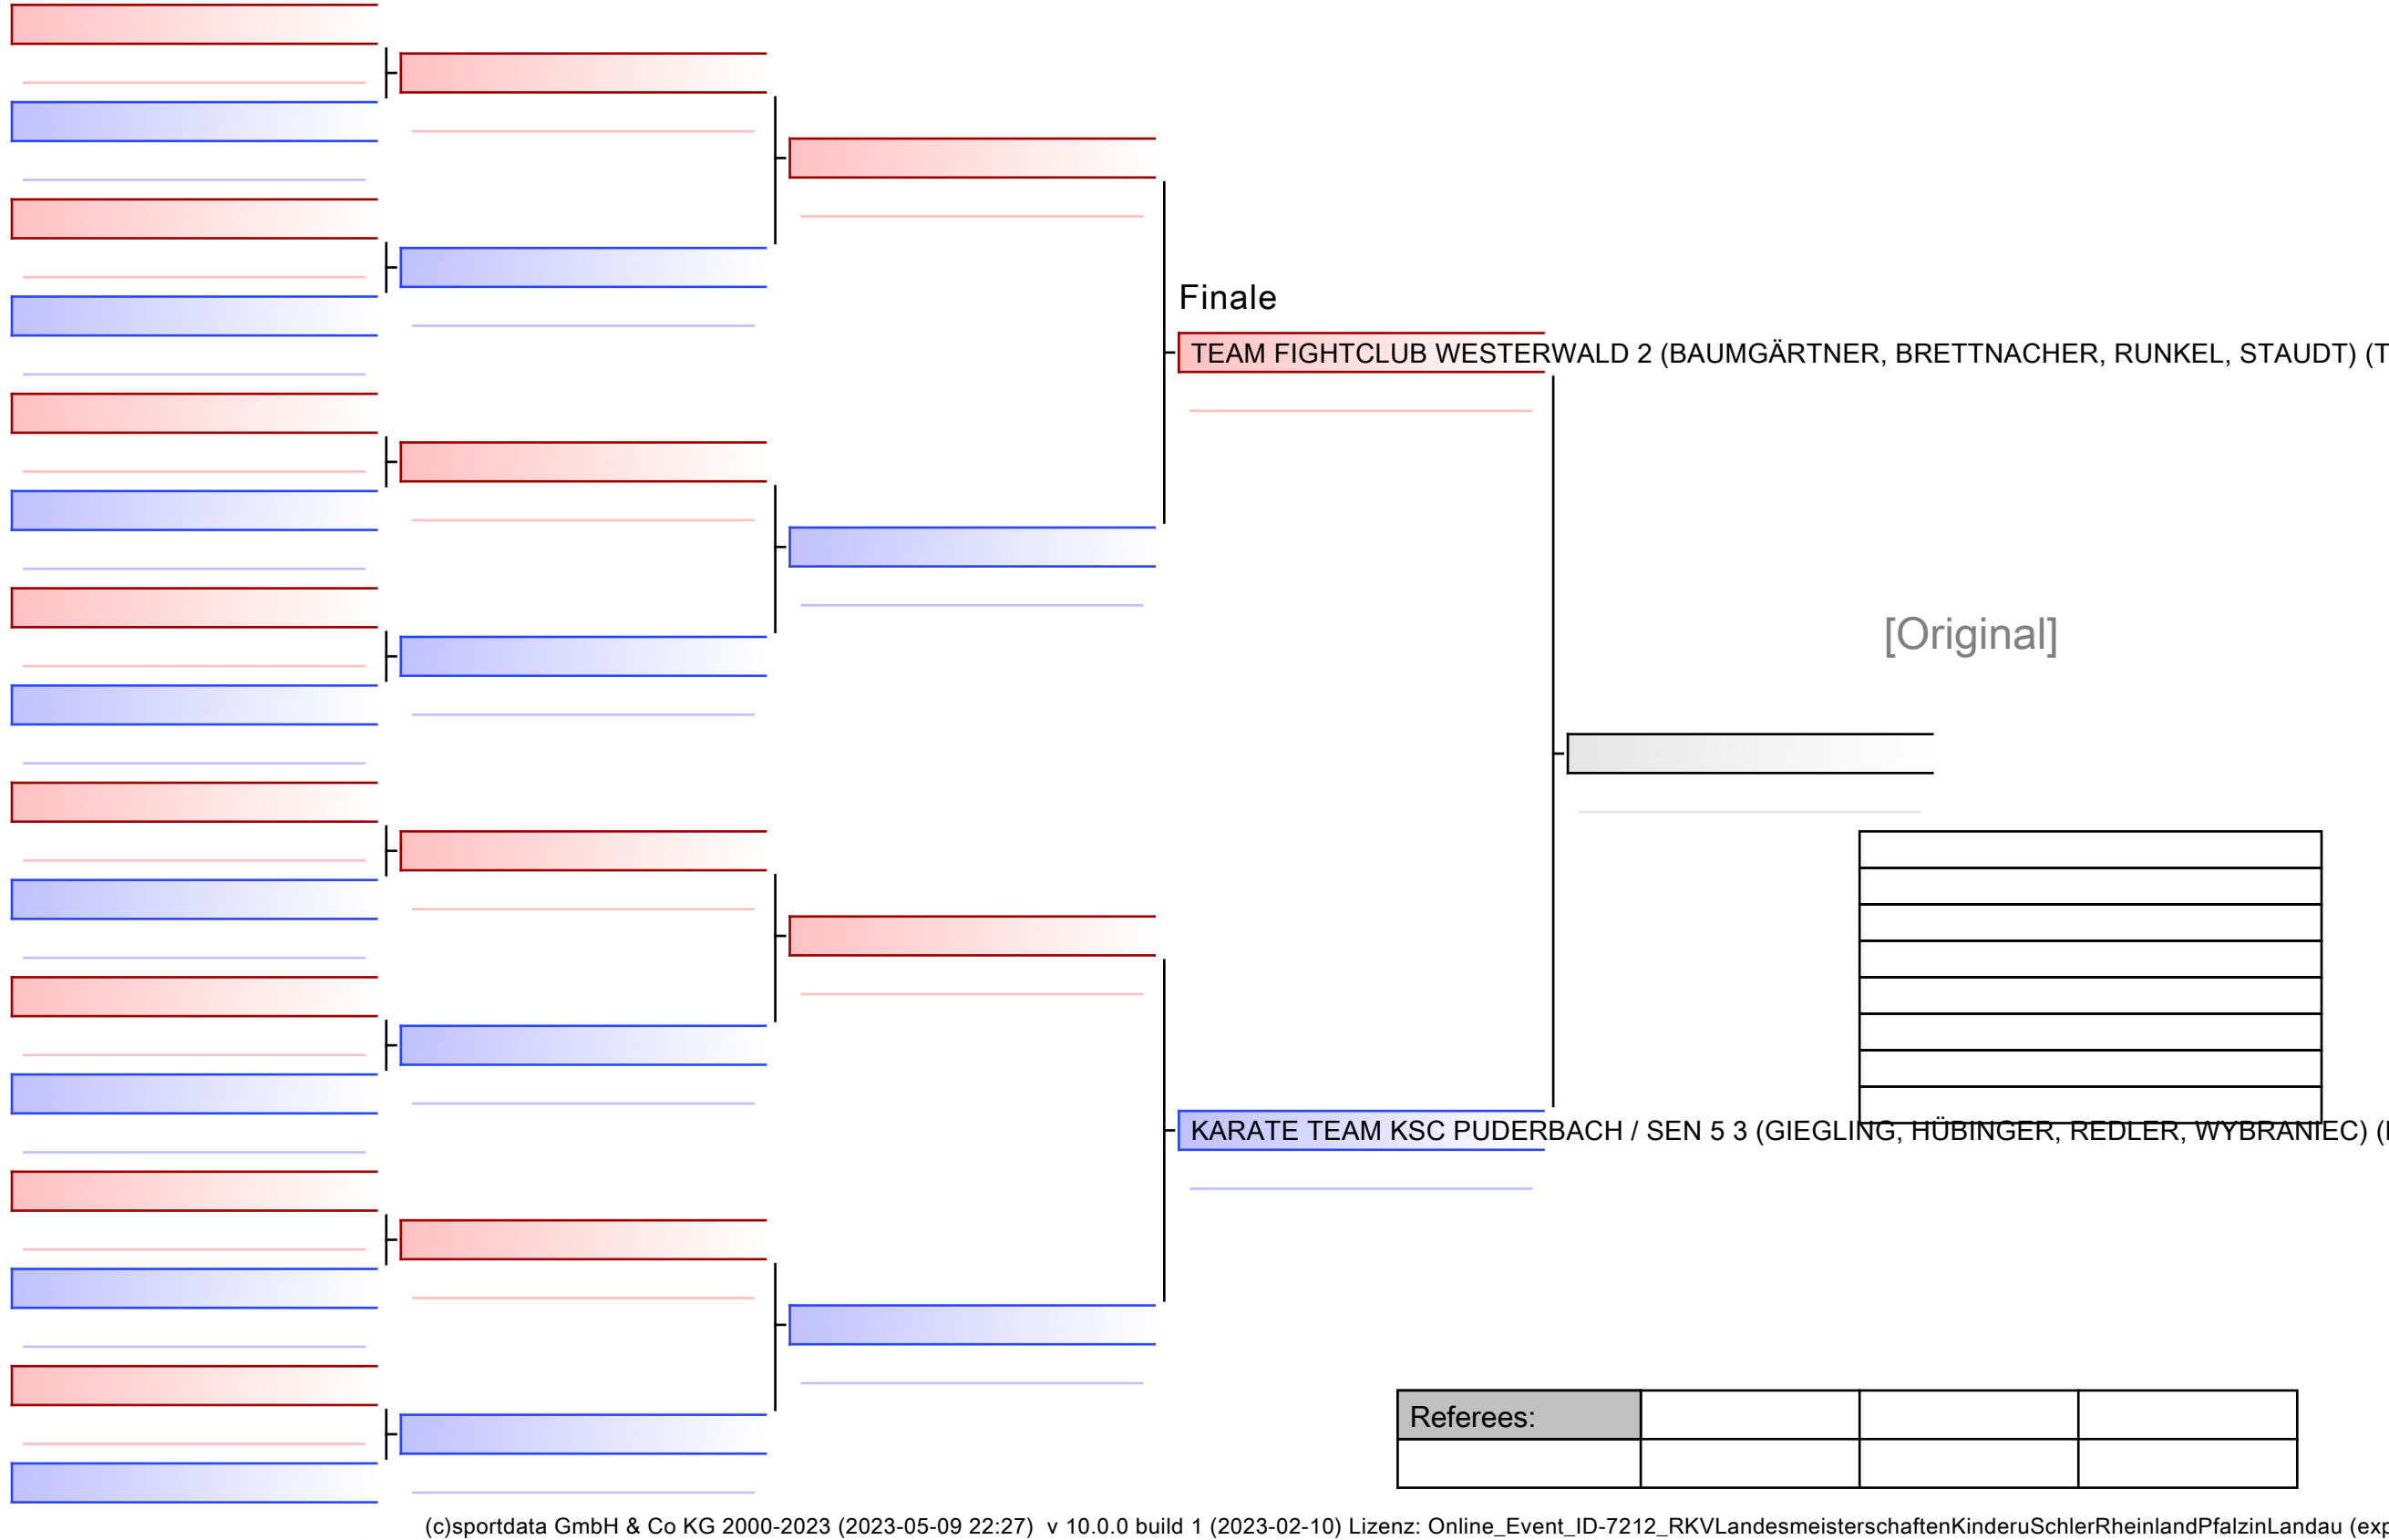 Finale
TEAM FIGHTCLUB WESTERWALD 2 (BAUMGÄRTNER, BRETTNACHER, RUNKEL, STAUDT) (T
[Original]
KARATE TEAM KSC PUDERBACH / SEN 5 3 (GIEGLING, HÜBINGER, REDLER, WYBRANIEC) (
Referees:
(c)sportdata GmbH & Co KG 2000-2023 (2023-05-09 22:27) v 10.0.0 build 1 (2023-02-10) Lizenz: Online_Event_ID-7212_RKVLandesmeisterschaftenKinderuSchlerRheinlandPfalzinLandau (exp